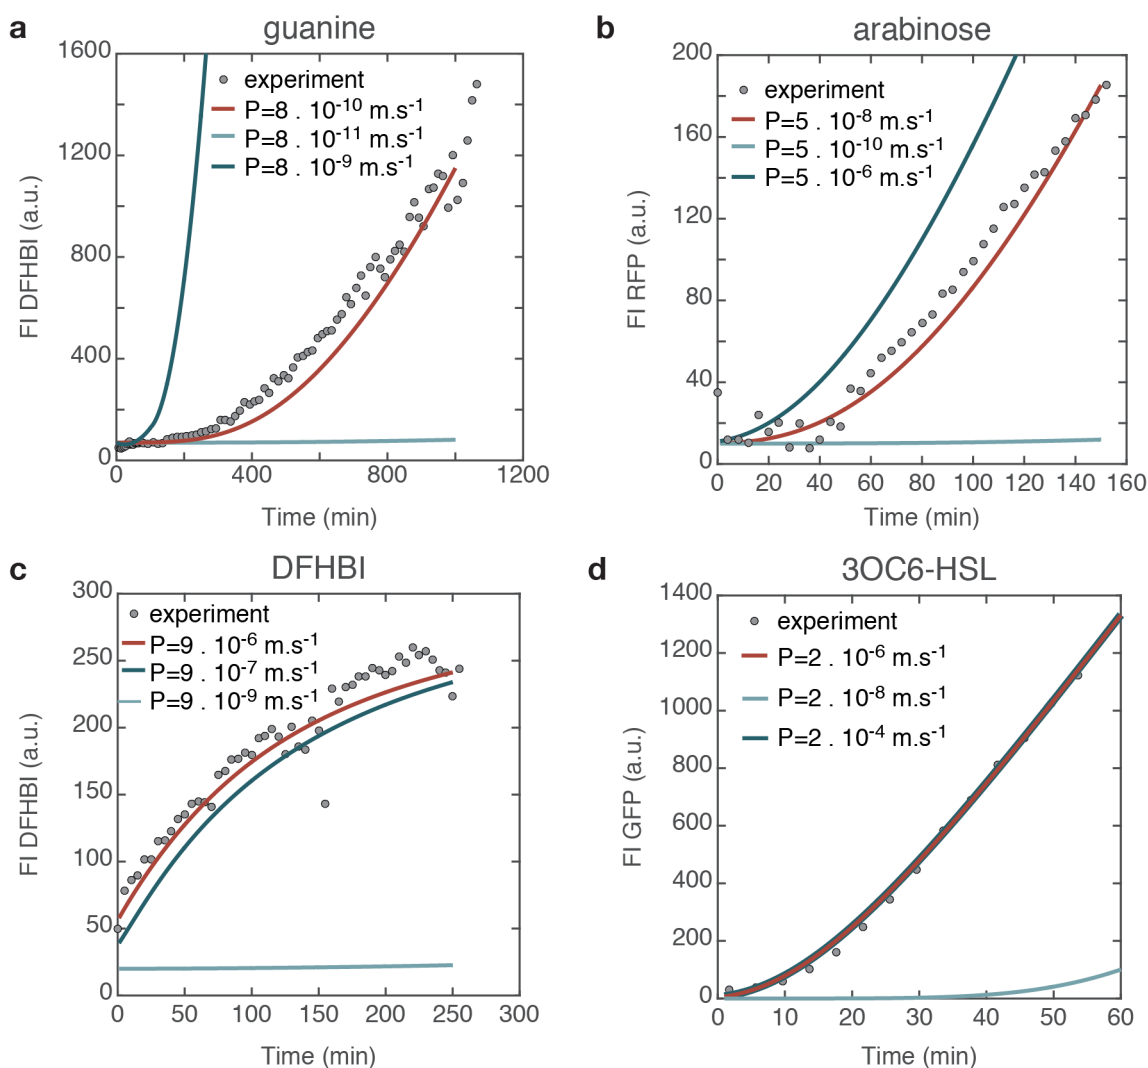 a
guanine
FI DFHBI (a.u.)
1600
1200
800
400
0
experiment
P=8 . 10⁻¹⁰ m.s⁻¹
P=8 . 10⁻¹¹ m.s⁻¹
P=8 . 10⁻⁹ m.s⁻¹
0 400 800 1200
Time (min)
b
arabinose
FI RFP (a.u.)
200
160
120
80
40
0
experiment
P=5 . 10⁻⁸ m.s⁻¹
P=5 . 10⁻¹⁰ m.s⁻¹
P=5 . 10⁻⁶ m.s⁻¹
0 20 40 60 80 100 120 140 160
Time (min)
c
DFHBI
FI DFHBI (a.u.)
300
250
200
150
100
50
0
experiment
P=9 . 10⁻⁶ m.s⁻¹
P=9 . 10⁻⁷ m.s⁻¹
P=9 . 10⁻⁹ m.s⁻¹
0 50 100 150 200 250 300
Time (min)
d
3OC6-HSL
FI GFP (a.u.)
1400
1200
1000
800
600
400
200
0
experiment
P=2 . 10⁻⁶ m.s⁻¹
P=2 . 10⁻⁸ m.s⁻¹
P=2 . 10⁻⁴ m.s⁻¹
0 10 20 30 40 50 60
Time (min)